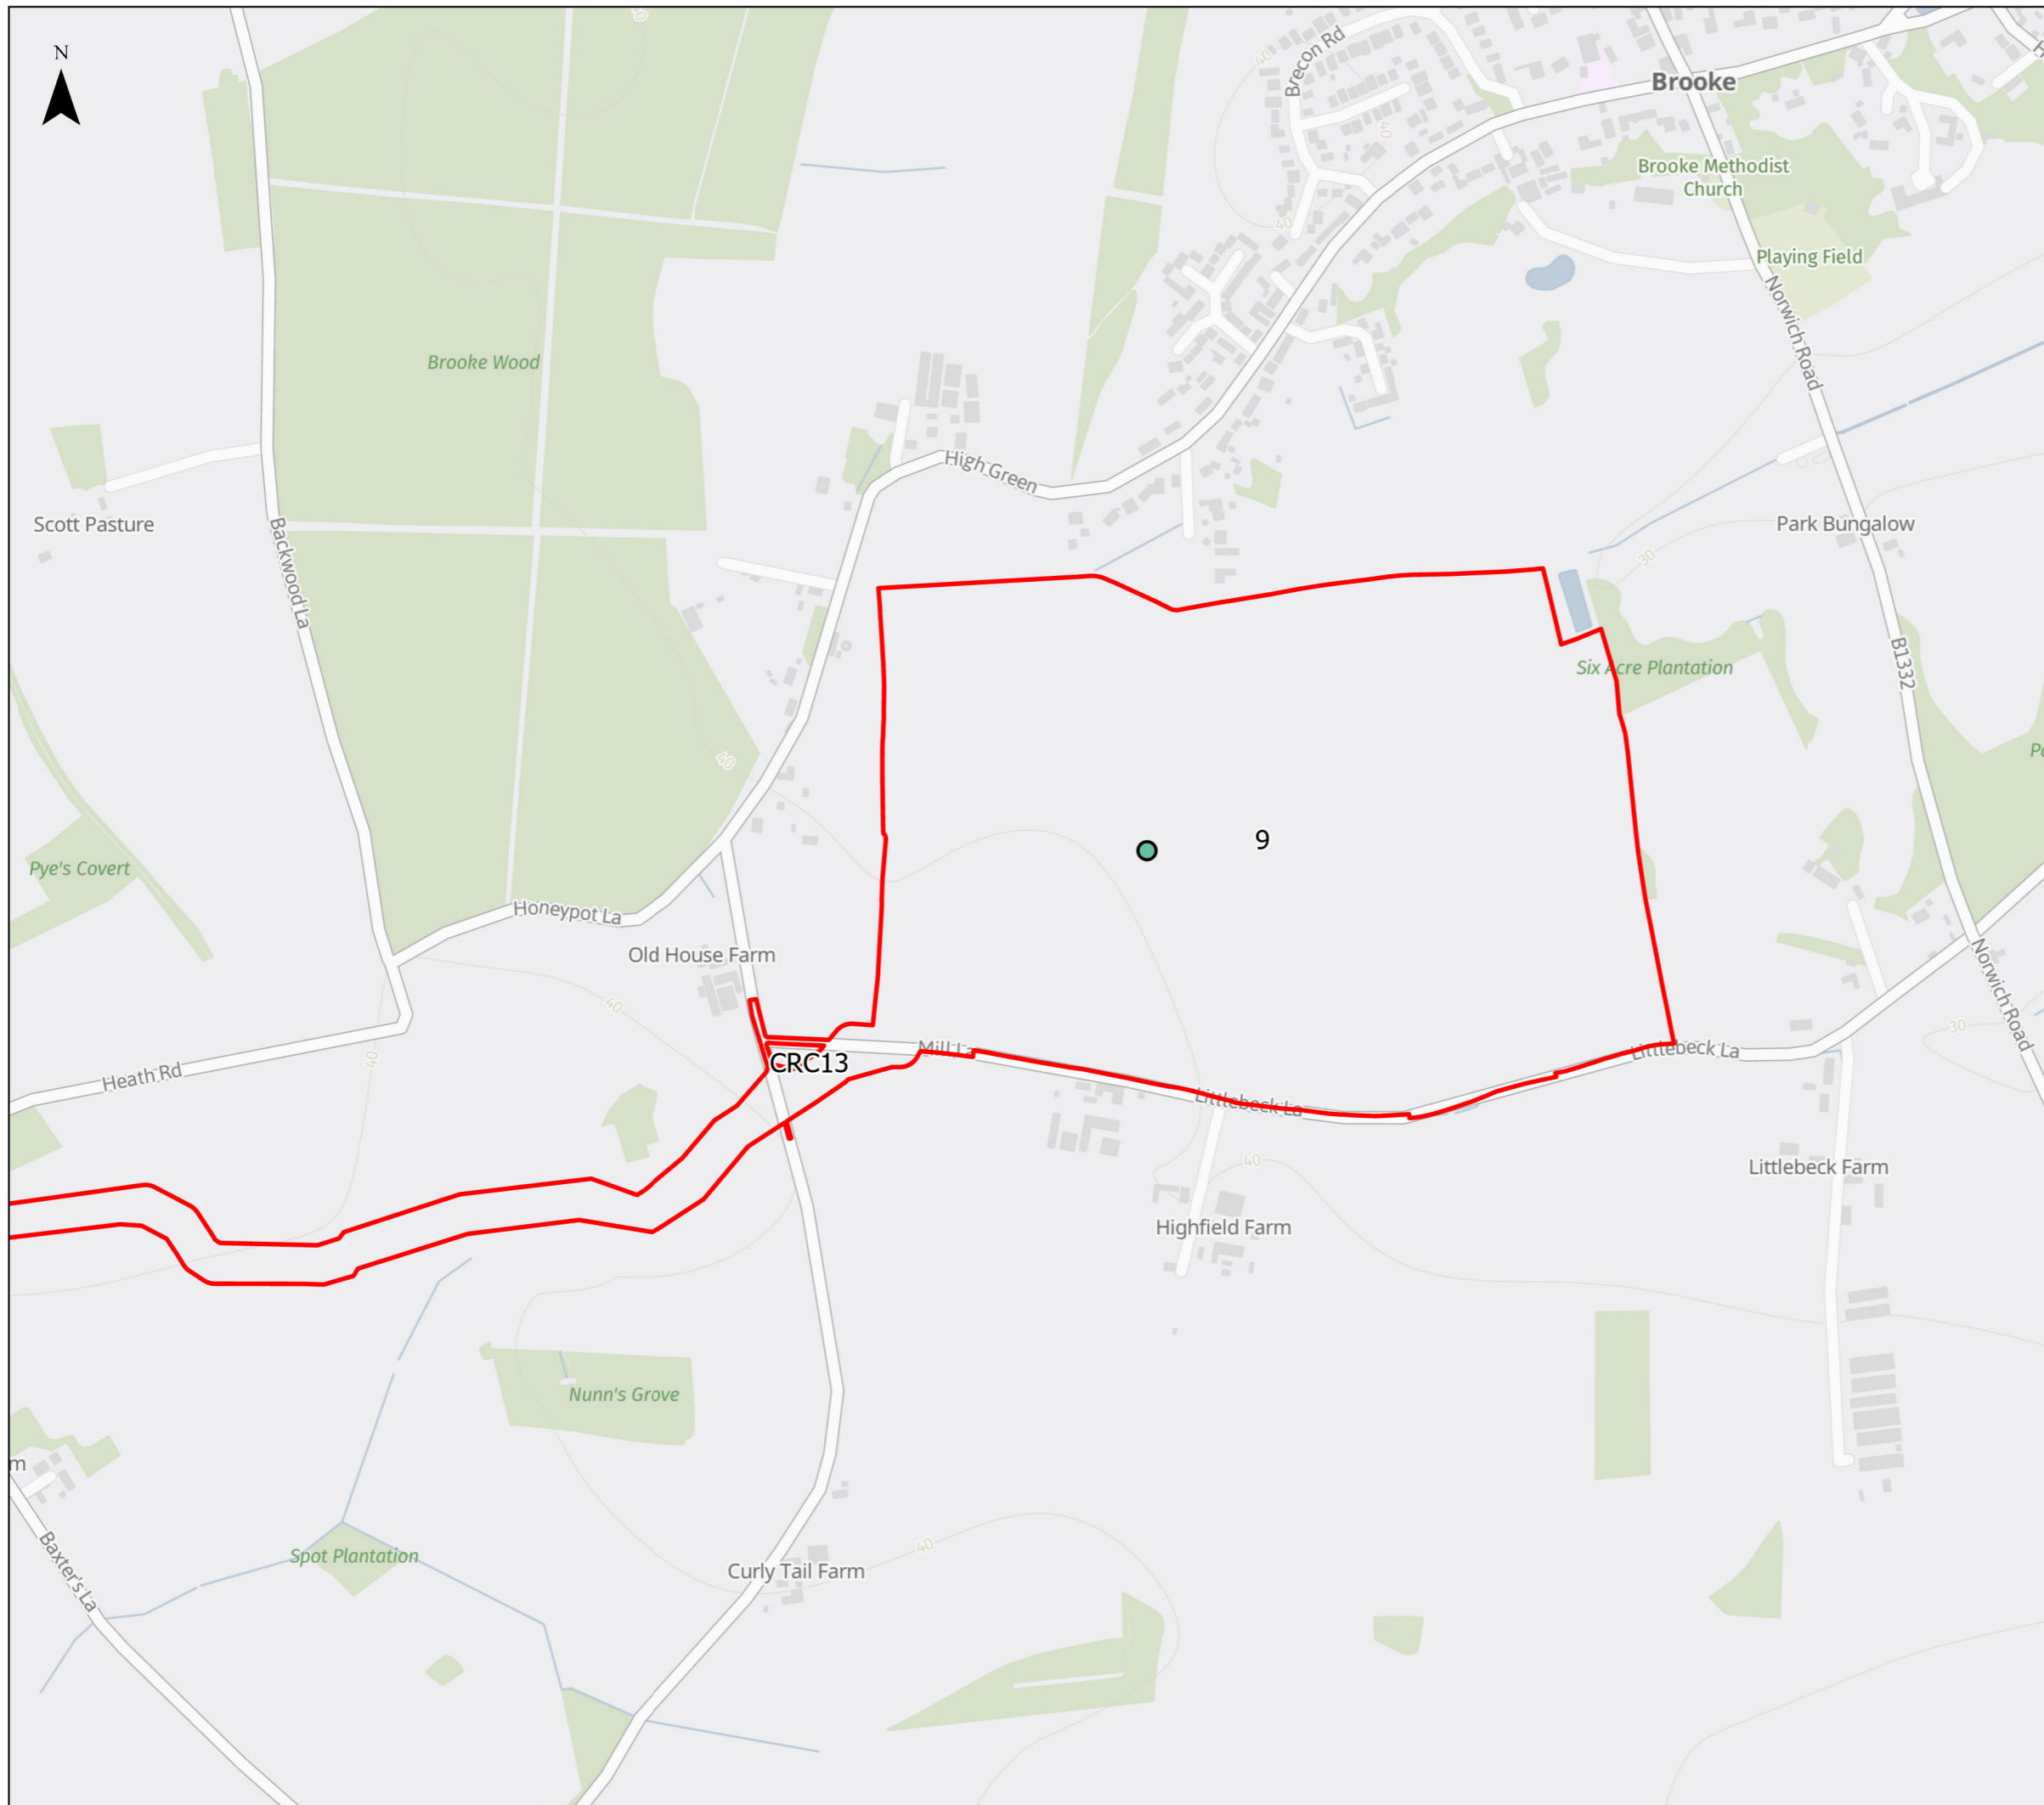 N
40
Brecon Rd
40
40
40
Brooke
Brooke Methodist
Church
Playing Field
Norwich Road
Brooke Wood
High Green
Scott Pasture
Backwood La
Park Bungalow
30
Six Acre Plantation
B1332
40
9
Pye's Covert
Honeypot La
Old House Farm
40
Norwich Road
30
Heath Rd
40
Mill La
CRC13
Littlebeck La
Littlebeck La
40
Littlebeck Farm
Highfield Farm
Nunn's Grove
m
40
Spot Plantation
Baxter's La
Curly Tail Farm